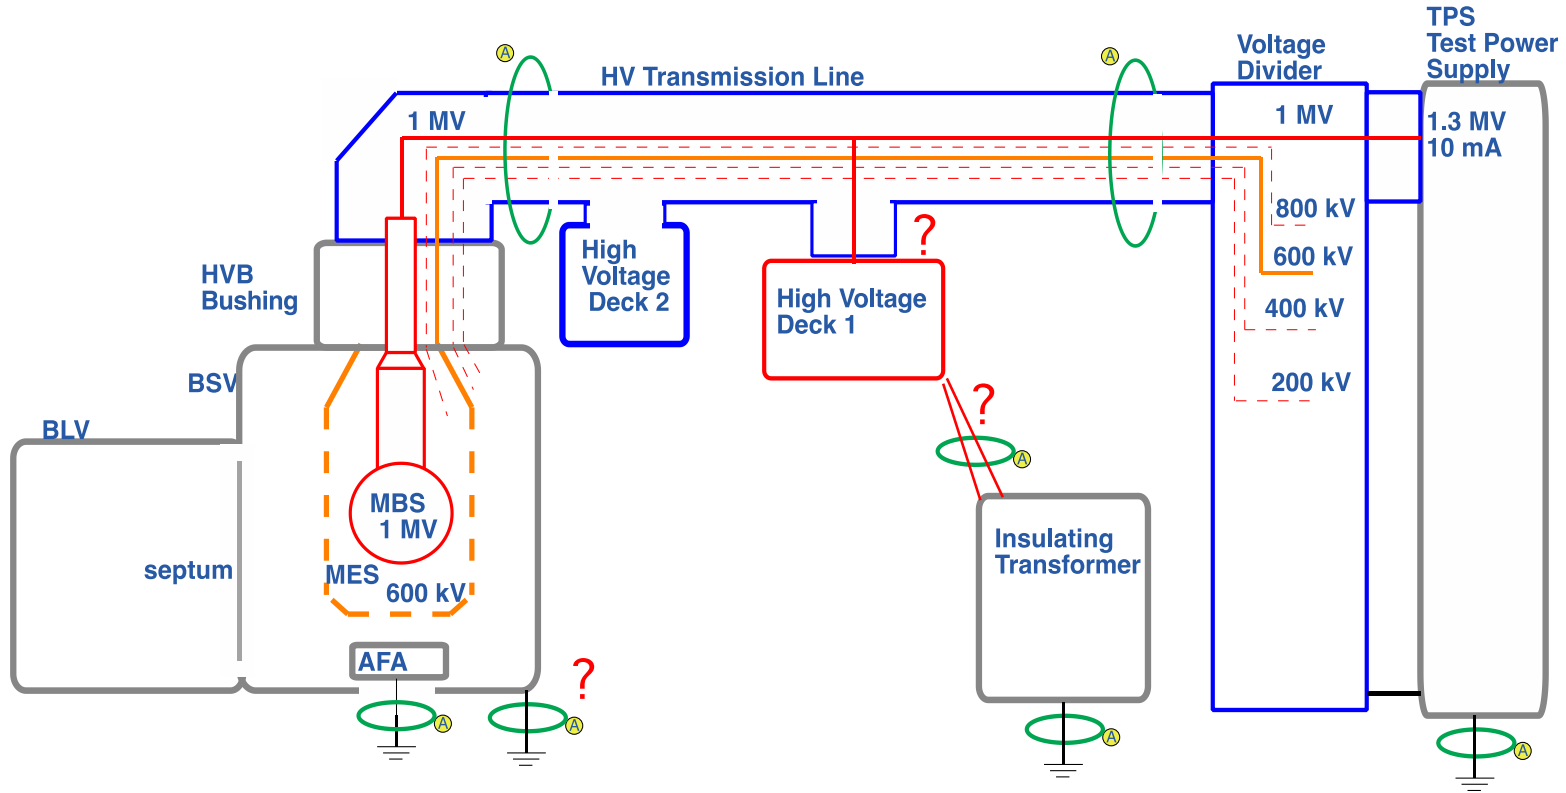 TPS
Test Power
Supply
Voltage
Divider
A
A
HV Transmission Line
1 MV
1 MV
1.3 MV
10 mA
800 kV
?
High
Voltage
Deck 2
600 kV
HVB
Bushing
High Voltage
Deck 1
400 kV
BSV
200 kV
?
BLV
A
MBS
1 MV
Insulating
Transformer
septum
MES
600 kV
AFA
?
A
A
A
A